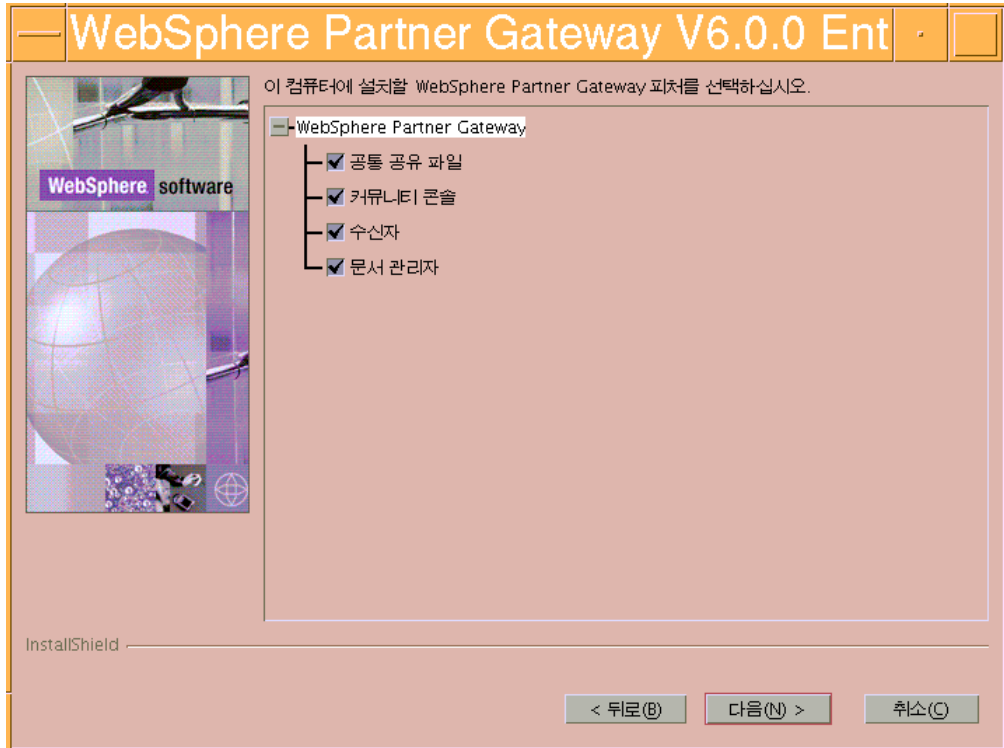 WebSphere Partner Gateway V6.0.0 Ent
이 컴퓨터에 설치할 WebSphere Partner Gateway 피처를 선택하십시오.
WebSphere Partner Gateway
공통 공유 파일
커뮤니티 콘솔
수신자
문서 관리자
WebSphere software
InstallShield
< 뒤로(B)
다음(N) >
취소(C)